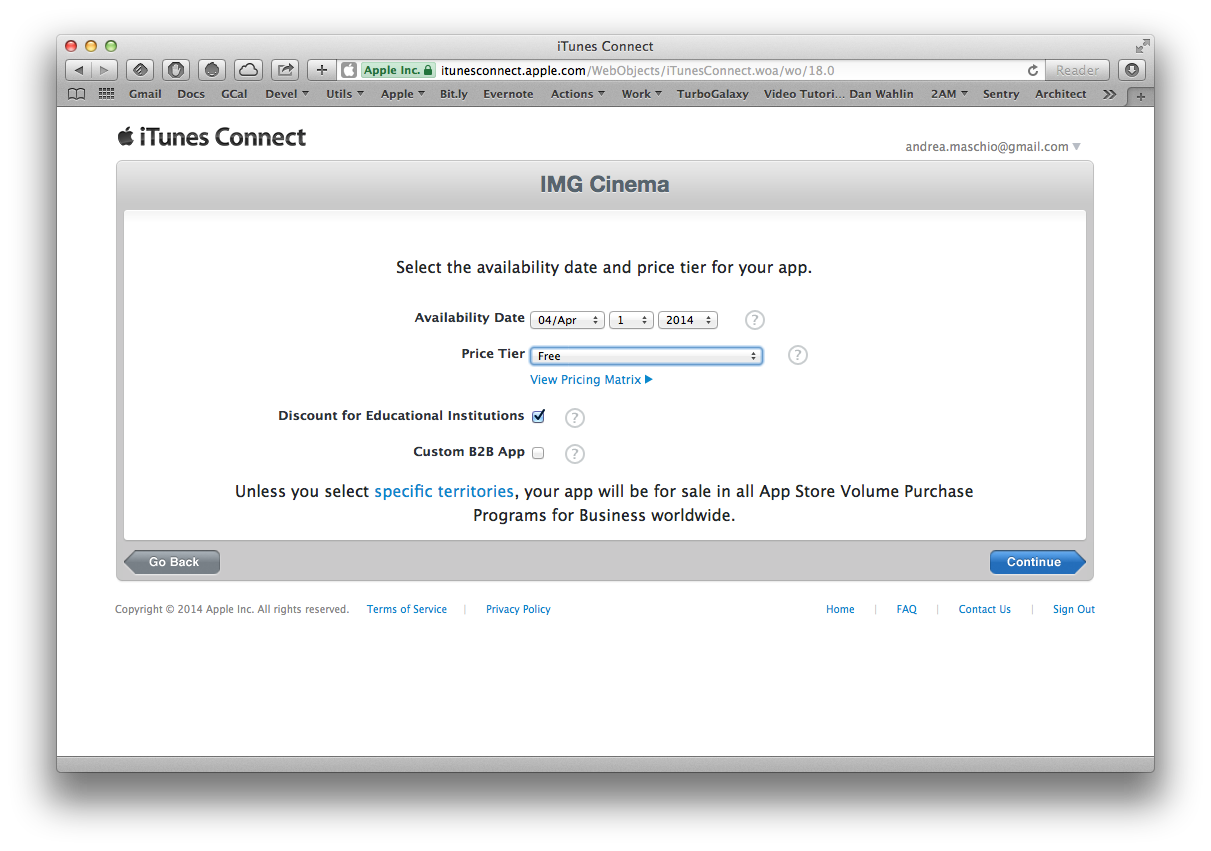 iTunes Connect
Apple Inc. itunesconnect.apple.com/WebObjects/iTunesConnect.woa/wo/18.0 Reader
Gmail Docs GCal Devel Utils Apple Bit.ly Evernote Actions Work TurboGalaxy Video Tutori... Dan Wahlin 2AM Sentry Architect
iTunes Connect
andrea.maschio@gmail.com
IMG Cinema
Select the availability date and price tier for your app.
Availability Date 04/Apr 1 2014 ?
Price Tier Free ?
View Pricing Matrix
Discount for Educational Institutions ?
Custom B2B App ?
Unless you select specific territories, your app will be for sale in all App Store Volume Purchase
Programs for Business worldwide.
Go Back Continue
Copyright © 2014 Apple Inc. All rights reserved. Terms of Service | Privacy Policy Home | FAQ | Contact Us | Sign Out